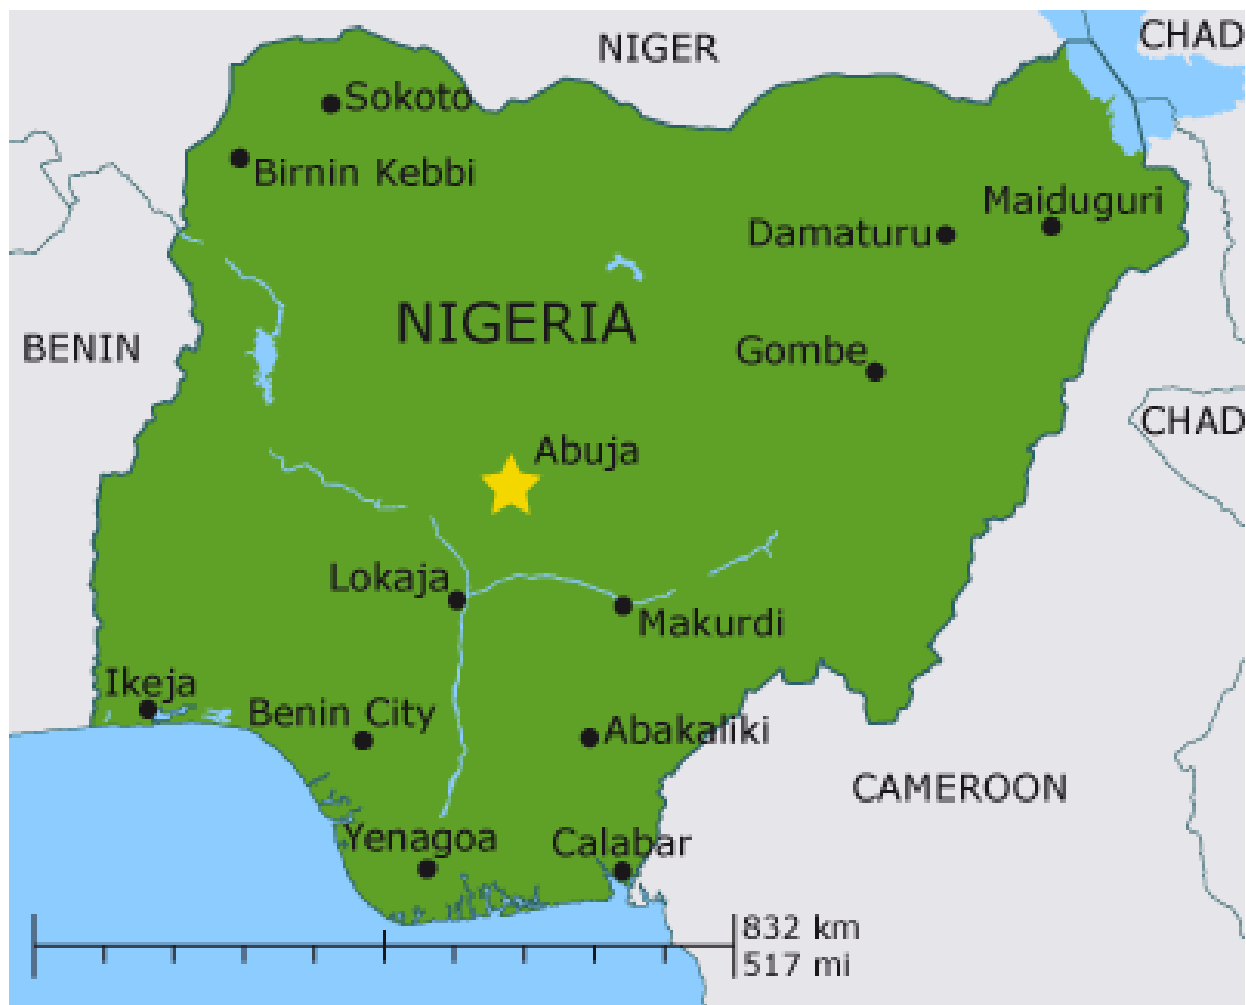 NIGER
CHAD
Sokoto
Birnin Kebbi
Maiduguri
Damaturu
NIGERIA
BENIN
Gombe
CHAD
Abuja
Lokaja
Makurdi
Ikeja
Benin City
Abakaliki
CAMEROON
Yenagoa
Calabar
832 km
517 mi